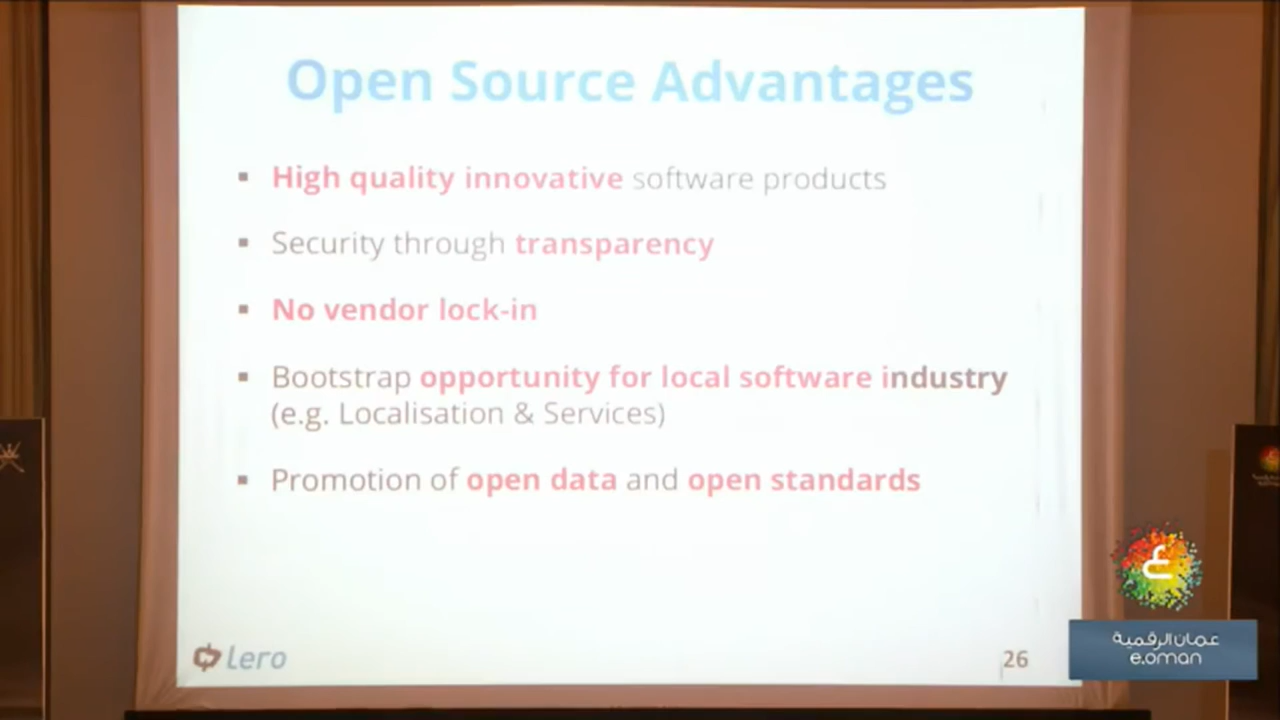 Open Source Advantages
▪ High quality innovative software products
▪ Security through transparency
▪ No vendor lock-in
▪ Bootstrap opportunity for local software industry
(e.g. Localisation & Services)
▪ Promotion of open data and open standards
Lero
26
ع
عمان الرقمية
e.oman